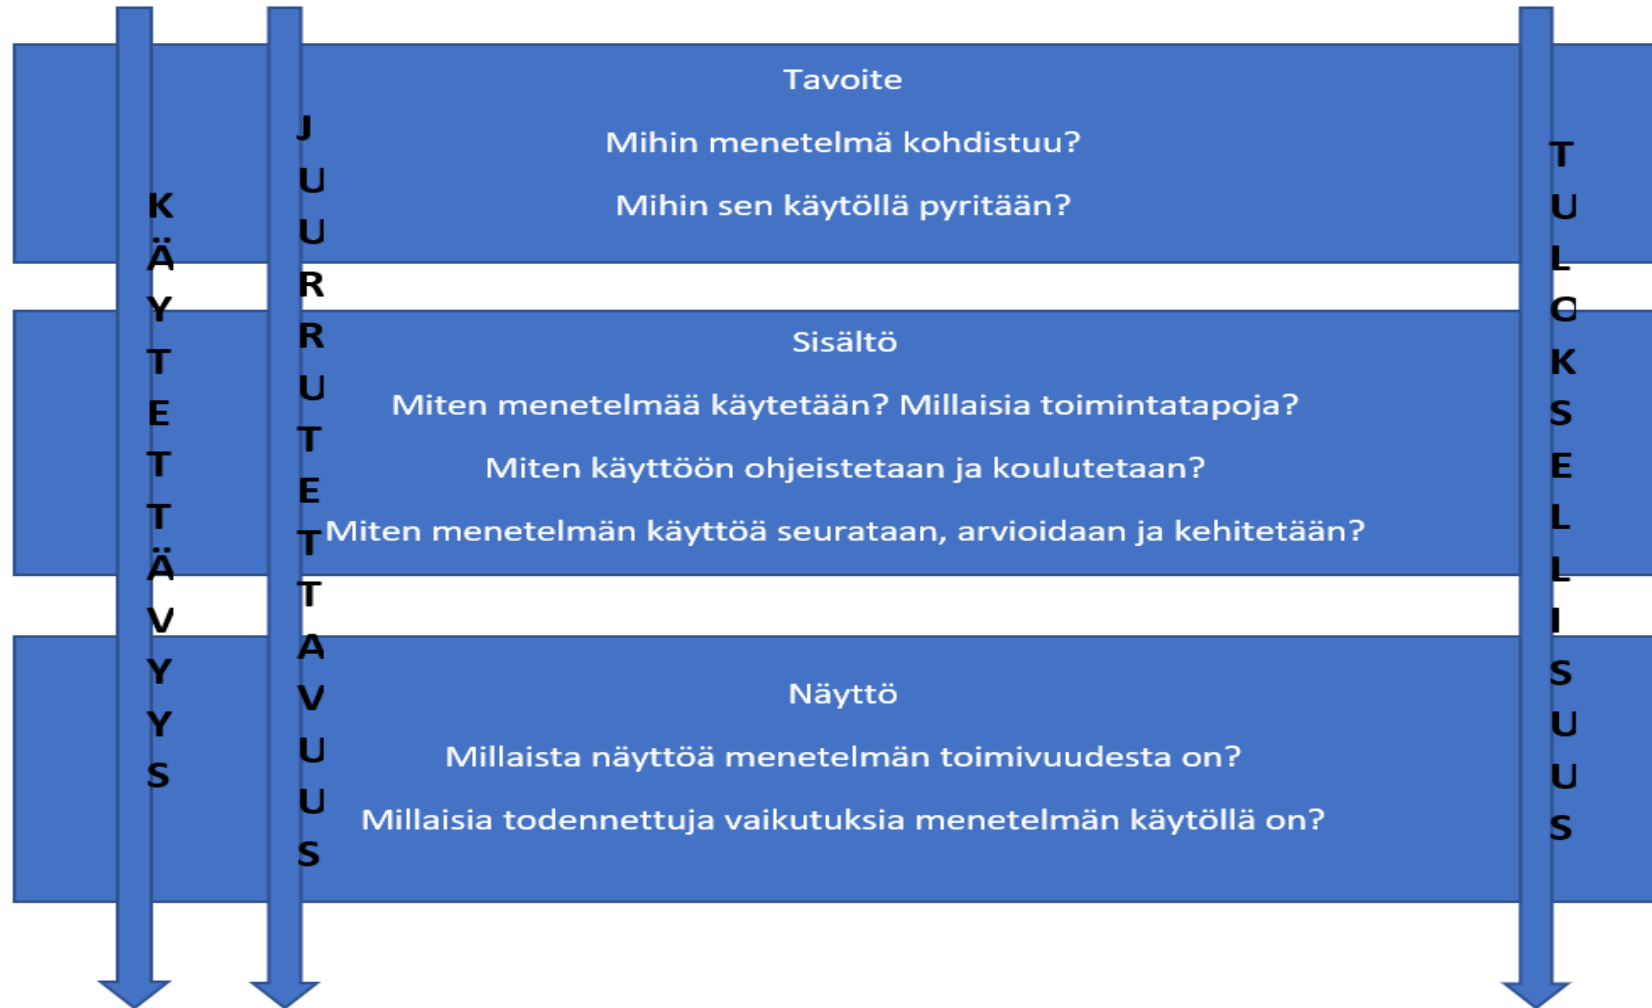 KÄYTETTÄVYYS
JUURRUTETTAVUUS
Tavoite
Mihin menetelmä kohdistuu?
Mihin sen käytöllä pyritään?
Sisältö
Miten menetelmää käytetään? Millaisia toimintatapoja?
Miten käyttöön ohjeistetaan ja koulutetaan?
Miten menetelmän käyttöä seurataan, arvioidaan ja kehitetään?
Näyttö
Millaista näyttöä menetelmän toimivuudesta on?
Millaisia todennettuja vaikutuksia menetelmän käytöllä on?
TULOKSELLISUUS